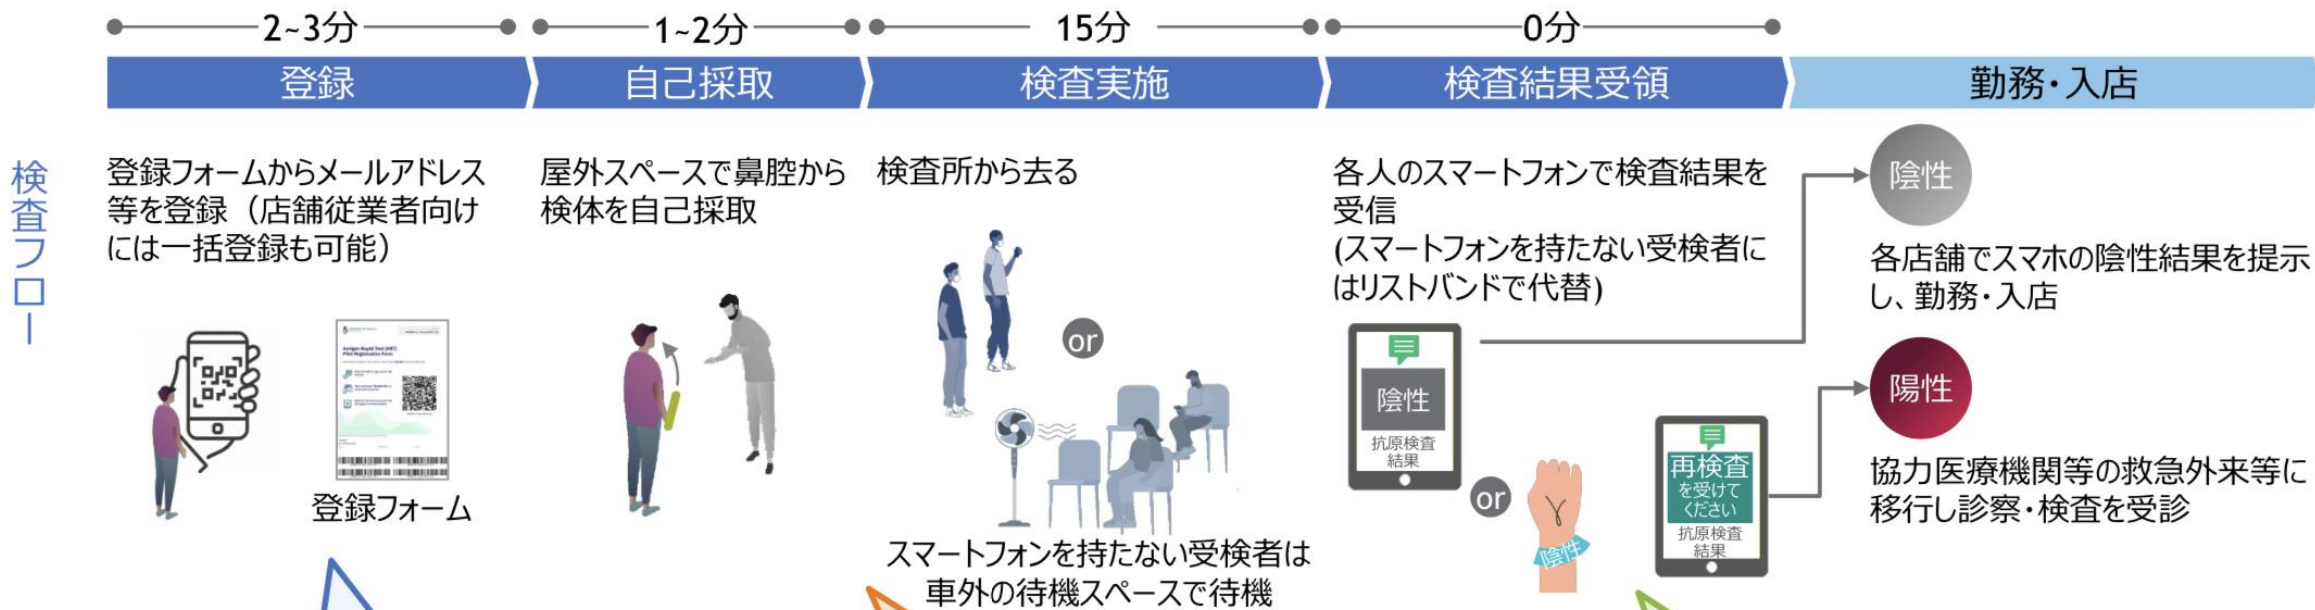 2~3分
1~2分
15分
0分
登録
自己採取
検査実施
検査結果受領
勤務・入店
検査フロー
登録フォームからメールアドレス
等を登録（店舗従業者向け
には一括登録も可能）
Antigen Rapid Test (ART)
Pilot Registration Form
登録フォーム
屋外スペースで鼻腔から
検体を自己採取
検査所から去る
or
スマートフォンを持たない受検者は
車外の待機スペースで待機
各人のスマートフォンで検査結果を
受信
(スマートフォンを持たない受検者に
はリストバンドで代替)
陰性
抗原検査
結果
or
陰性
再検査
を受けて
ください
抗原検査
結果
陰性
各店舗でスマホの陰性結果を提示
し、勤務・入店
陽性
協力医療機関等の救急外来等に
移行し診察・検査を受診